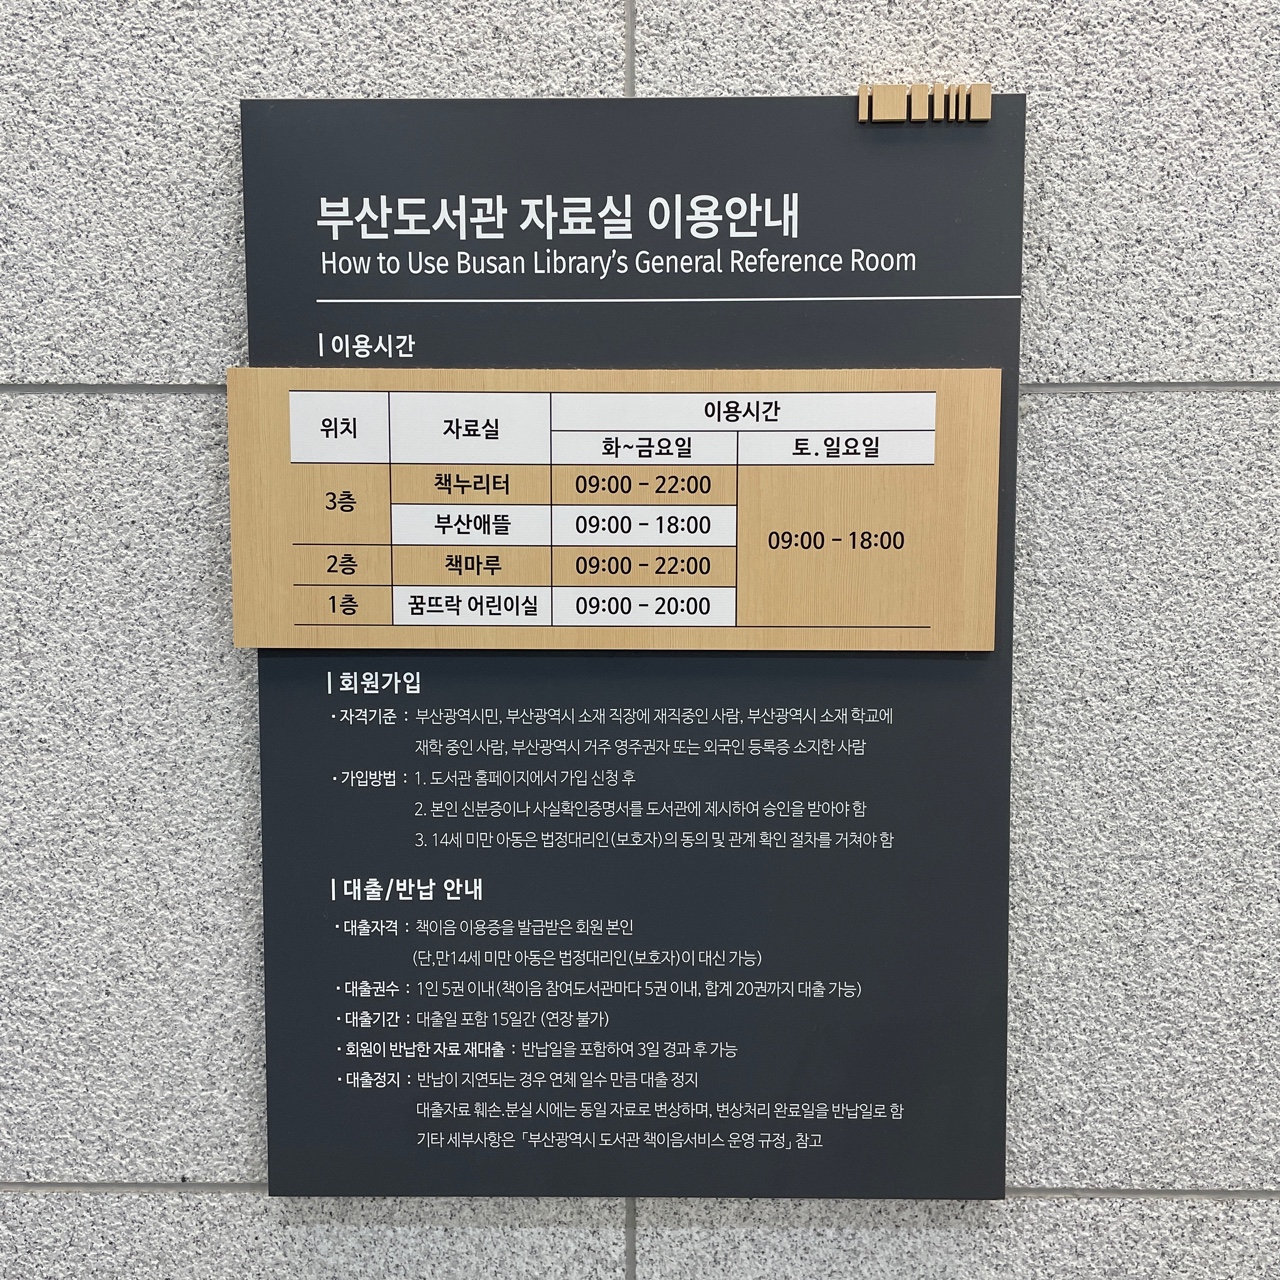 부산도서관 자료실 이용안내
How to Use Busan Library's General Reference Room
| 이용시간
위치 자료실 이용시간
화~금요일 토.일요일
3층 책누리터 09:00 - 22:00 09:00 - 18:00
부산애뜰 09:00 - 18:00
2층 책마루 09:00 - 22:00
1층 꿈뜨락 어린이실 09:00 - 20:00
| 회원가입
· 자격기준 : 부산광역시민, 부산광역시 소재 직장에 재직중인 사람, 부산광역시 소재 학교에
재학 중인 사람, 부산광역시 거주 영주권자 또는 외국인 등록증 소지한 사람
· 가입방법 : 1. 도서관 홈페이지에서 가입 신청 후
2. 본인 신분증이나 사실확인증명서를 도서관에 제시하여 승인을 받아야 함
3. 14세 미만 아동은 법정대리인(보호자)의 동의 및 관계 확인 절차를 거쳐야 함
| 대출/반납 안내
· 대출자격 : 책이음 이용증을 발급받은 회원 본인
(단,만14세 미만 아동은 법정대리인(보호자)이 대신 가능)
· 대출권수 : 1인 5권 이내(책이음 참여도서관마다 5권 이내, 합계 20권까지 대출 가능)
· 대출기간 : 대출일 포함 15일간 (연장 불가)
· 회원이 반납한 자료 재대출 : 반납일을 포함하여 3일 경과 후 가능
· 대출정지 : 반납이 지연되는 경우 연체 일수 만큼 대출 정지
대출자료 훼손.분실 시에는 동일 자료로 변상하며, 변상처리 완료일을 반납일로 함
기타 세부사항은 「부산광역시 도서관 책이음서비스 운영 규정」 참고